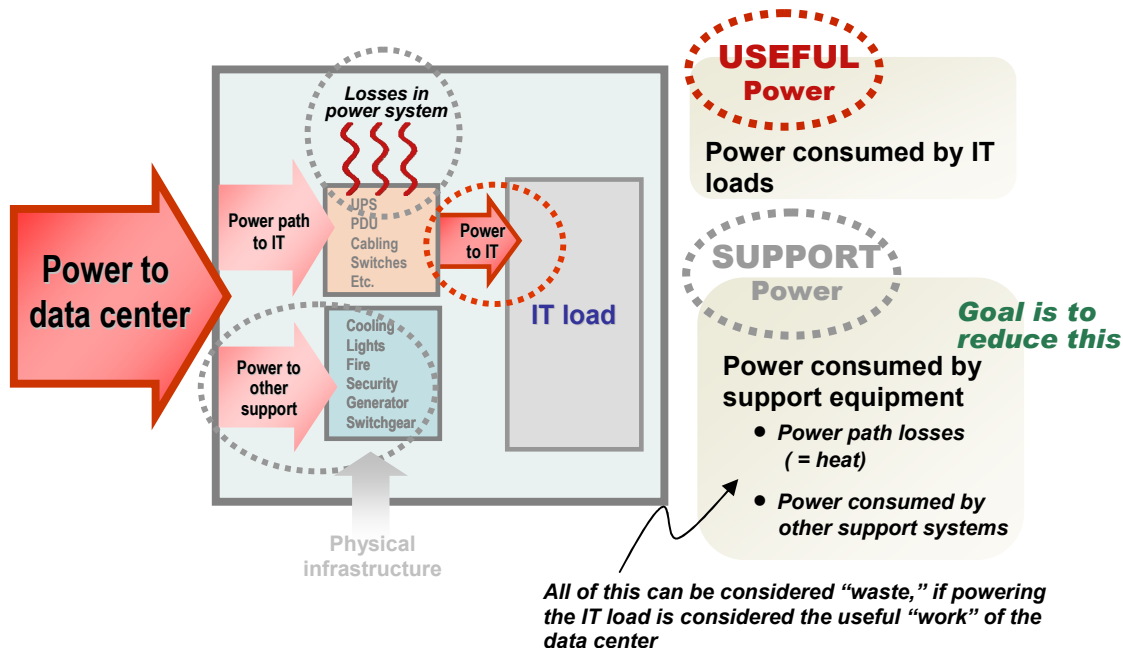 Losses in
power system
Power path
to IT
UPS
PDU
Cabling
Switches
Etc.
Power
to IT
Power to
data center
IT load
Power to
other
support
Cooling
Lights
Fire
Security
Generator
Switchgear
Physical
infrastructure
USEFUL
Power
Power consumed by IT
loads
SUPPORT
Power
Goal is to
reduce this
Power consumed by
support equipment
• Power path losses
( = heat)
• Power consumed by
other support systems
All of this can be considered “waste,” if powering
the IT load is considered the useful “work” of the
data center